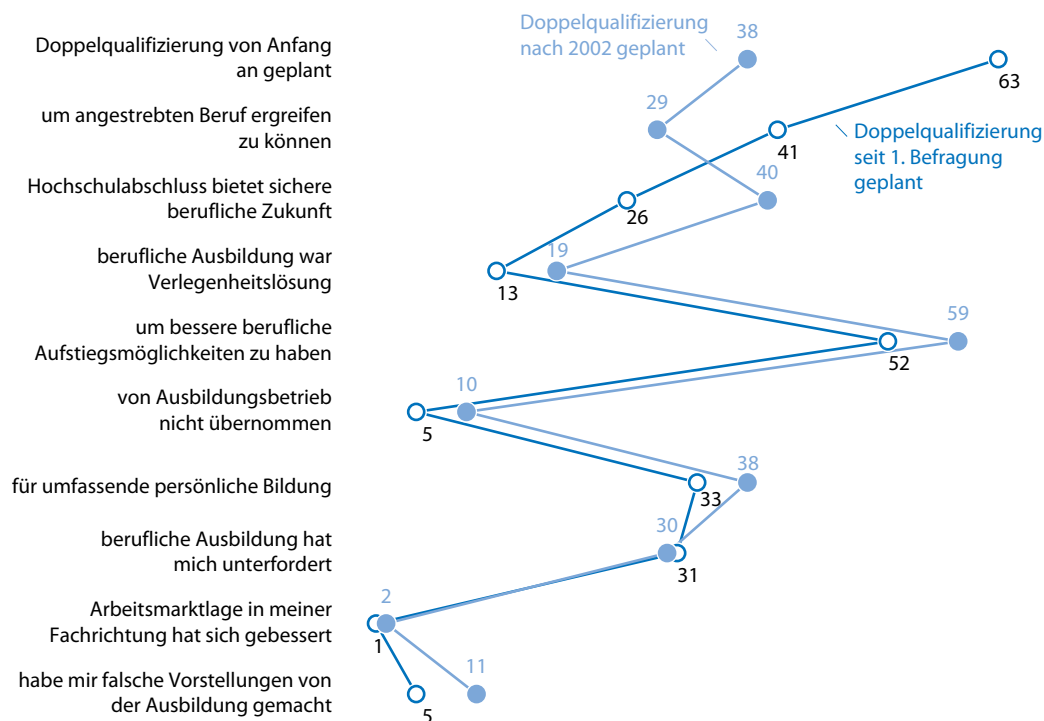 Doppelqualifizierung
nach 2002 geplant
38
Doppelqualifizierung von Anfang
an geplant
63
um angestrebten Beruf ergreifen
zu können
29
41
Doppelqualifizierung
seit 1. Befragung
geplant
Hochschulabschluss bietet sichere
berufliche Zukunft
40
26
berufliche Ausbildung war
Verlegenheitslösung
19
13
um bessere berufliche
Aufstiegsmöglichkeiten zu haben
59
52
von Ausbildungsbetrieb
nicht übernommen
10
5
für umfassende persönliche Bildung
38
33
berufliche Ausbildung hat
mich unterfordert
30
31
Arbeitsmarktlage in meiner
Fachrichtung hat sich gebessert
2
1
habe mir falsche Vorstellungen von
der Ausbildung gemacht
11
5